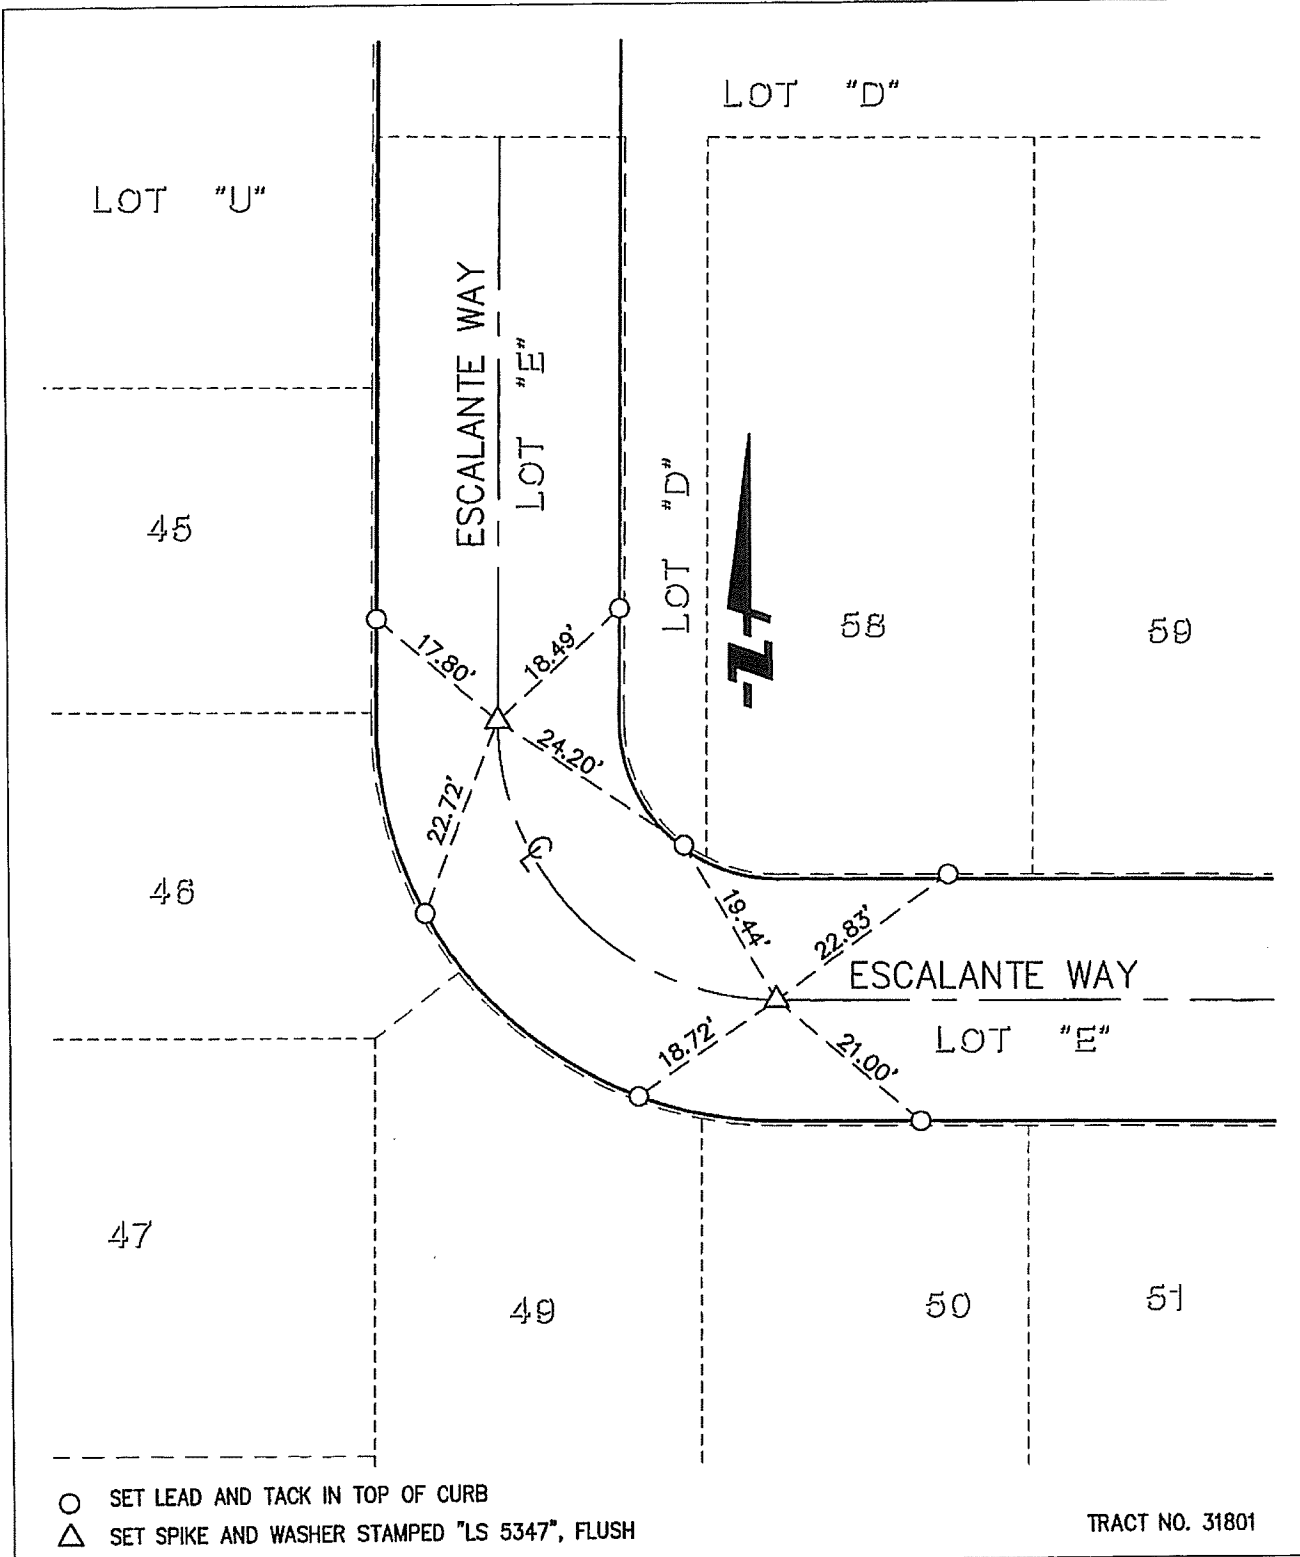 LOT "D"
LOT "U"
ESCALANTE WAY
LOT "E"
45
LOT "D"
N
58
59
17.80'
18.49'
24.20'
22.72'
46
CL
19.44'
22.83'
ESCALANTE WAY
LOT "E"
18.72'
21.00'
47
49
50
51
SET LEAD AND TACK IN TOP OF CURB
SET SPIKE AND WASHER STAMPED "LS 5347", FLUSH
TRACT NO. 31801